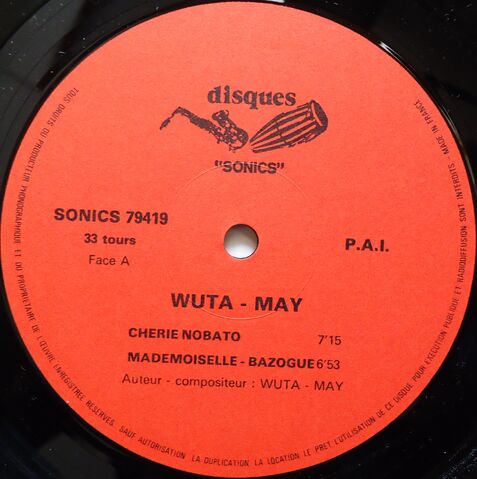 disques
"SONICS"
SONICS 79419
33 tours
Face A
P.A.I.
WUTA - MAY
CHERIE NOBATO 7'15
MADEMOISELLE - BAZOGUE 6'53
Auteur - compositeur : WUTA - MAY
TOUS DROITS DU PRODUCTEUR PHONOGRAPHIQUE ET DU PROPRIETAIRE DE L'ŒUVRE ENREGISTREE RESERVES. SAUF AUTORISATION LA DUPLICATION LA LOCATION LE PRET L'UTILISATION DE CE DISQUE POUR EXECUTION PUBLIQUE ET RADIODIFFUSION SONT INTERDITS. MADE IN FRANCE